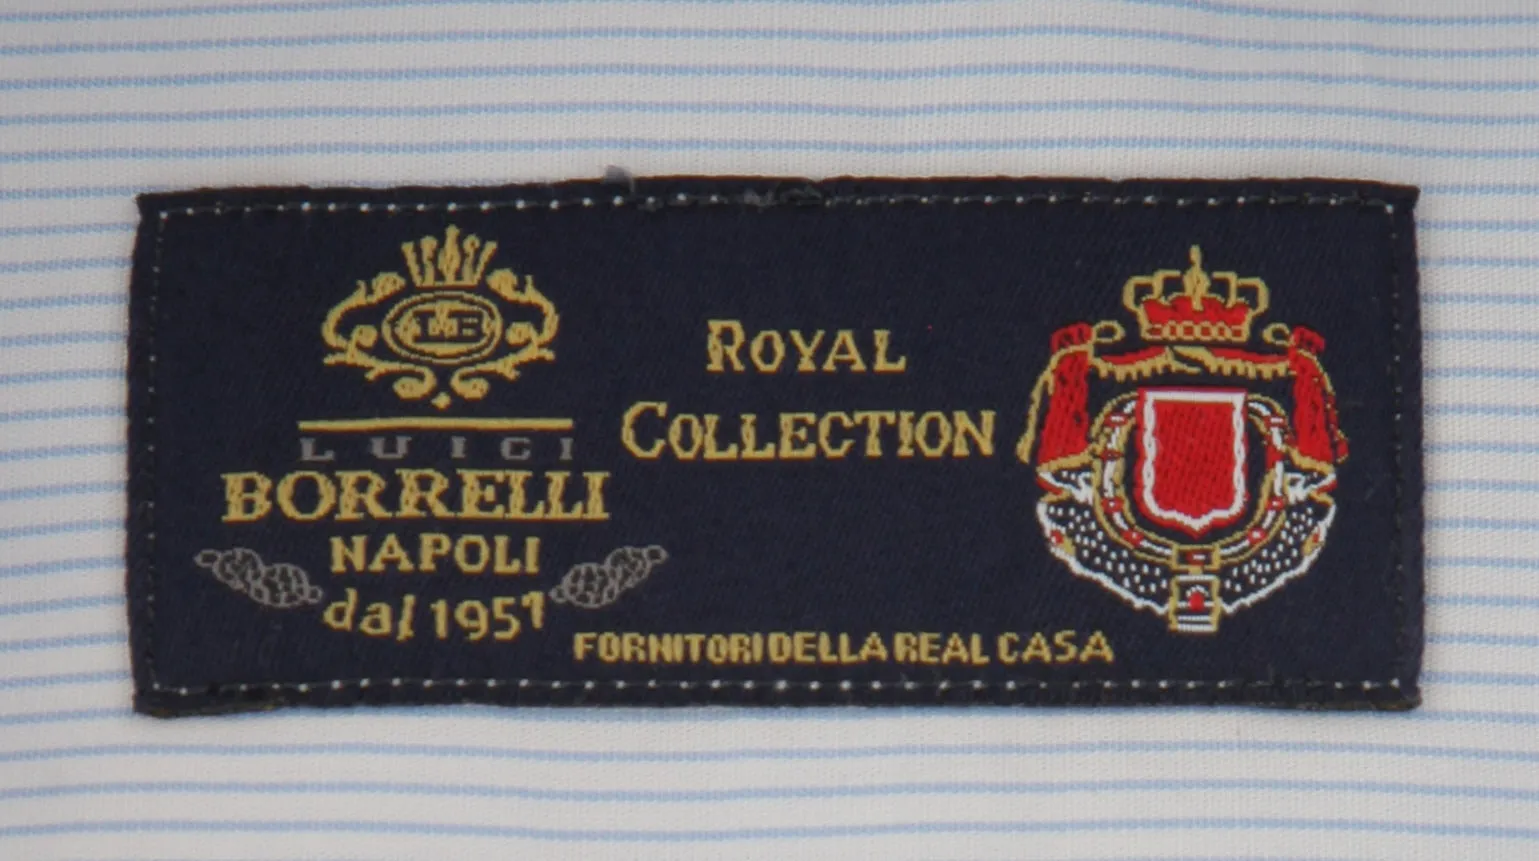 LUIGI
BORRELLI
NAPOLI
dal 1957
ROYAL
COLLECTION
FORNITORI DELLA REAL CASA